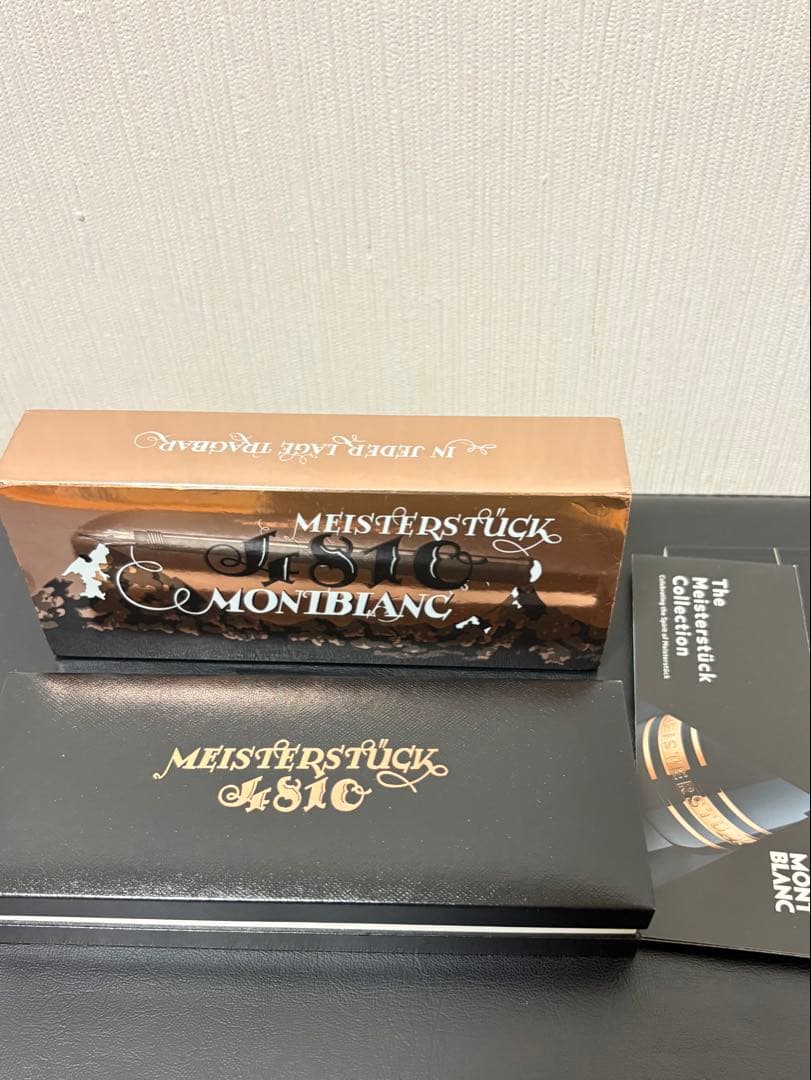 IN JEDER LAGE TRAGBAR
MEISTERSTÜCK
4810
MONTBLANC
MEISTERSTÜCK
4810
The
Meisterstück
Collection
Celebrating the Spirit of Meisterstück
MEISTERSTÜCK
MONT
BLANC